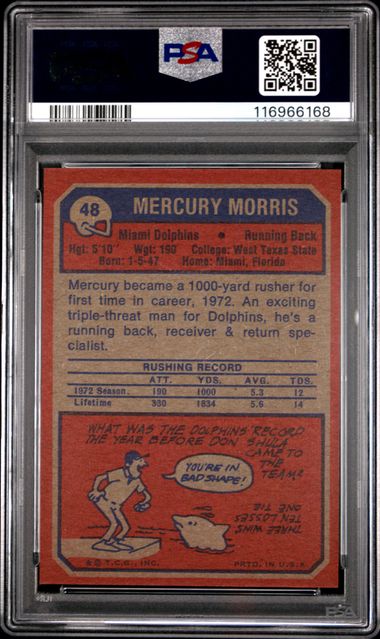 PSA
116966168
48
MERCURY MORRIS
Miami Dolphins • Running Back
Hgt: 5'10" Wgt: 190 College: West Texas State
Born: 1-5-47 Home: Miami, Florida
Mercury became a 1000-yard rusher for
first time in career, 1972. An exciting
triple-threat man for Dolphins, he's a
running back, receiver & return spe-
cialist.
RUSHING RECORD
ATT. YDS. AVG. TDS.
1972 Season. 190 1000 5.3 12
Lifetime 330 1834 5.6 14
WHAT WAS THE DOLPHINS' RECORD
THE YEAR BEFORE DON SHULA
CAME TO
THE
TEAM?
YOU'RE IN
BAD SHAPE!
THREE WINS
TEN LOSSES
ONE TIE
© T.C.G., INC. PRTD. IN U.S.A.